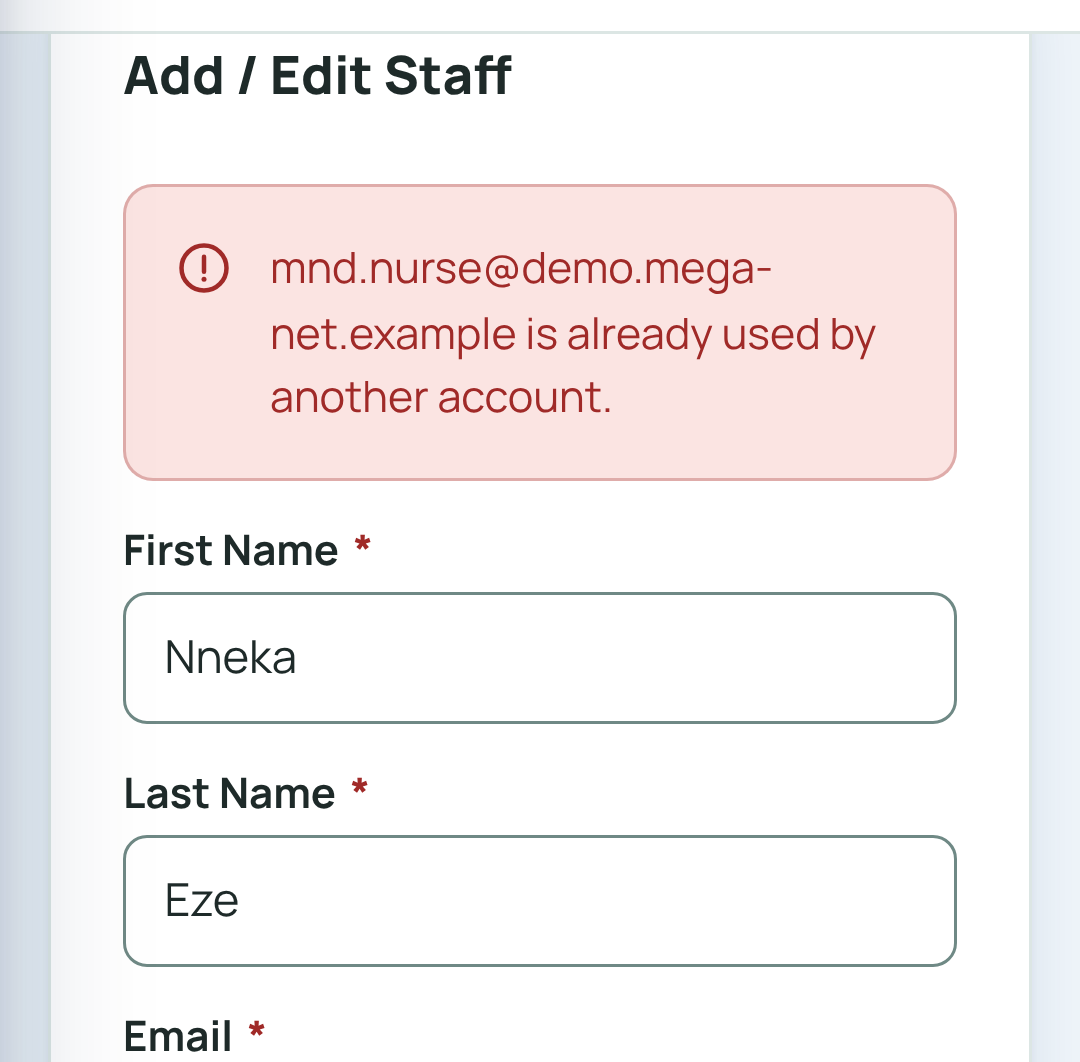 Add / Edit Staff
mnd.nurse@demo.mega-
net.example is already used by
another account.
First Name *
Nneka
Last Name *
Eze
Email *